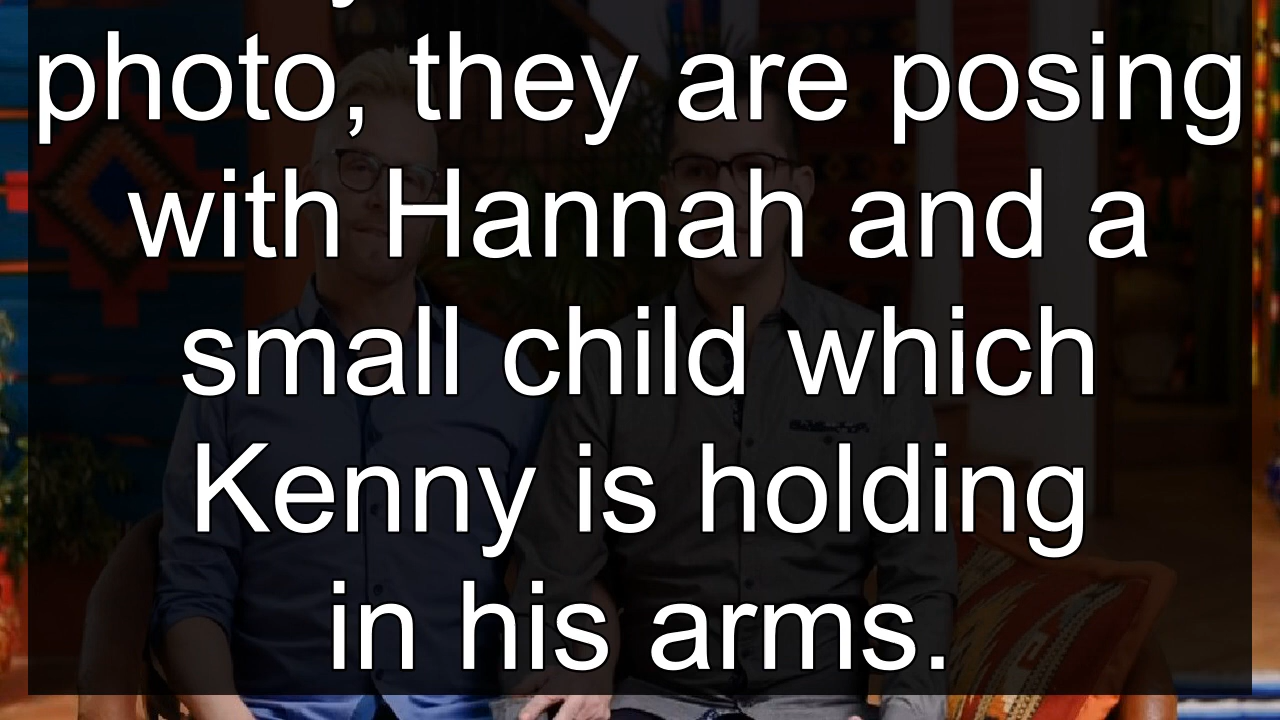 photo, they are posing
with Hannah and a
small child which
Kenny is holding
in his arms.